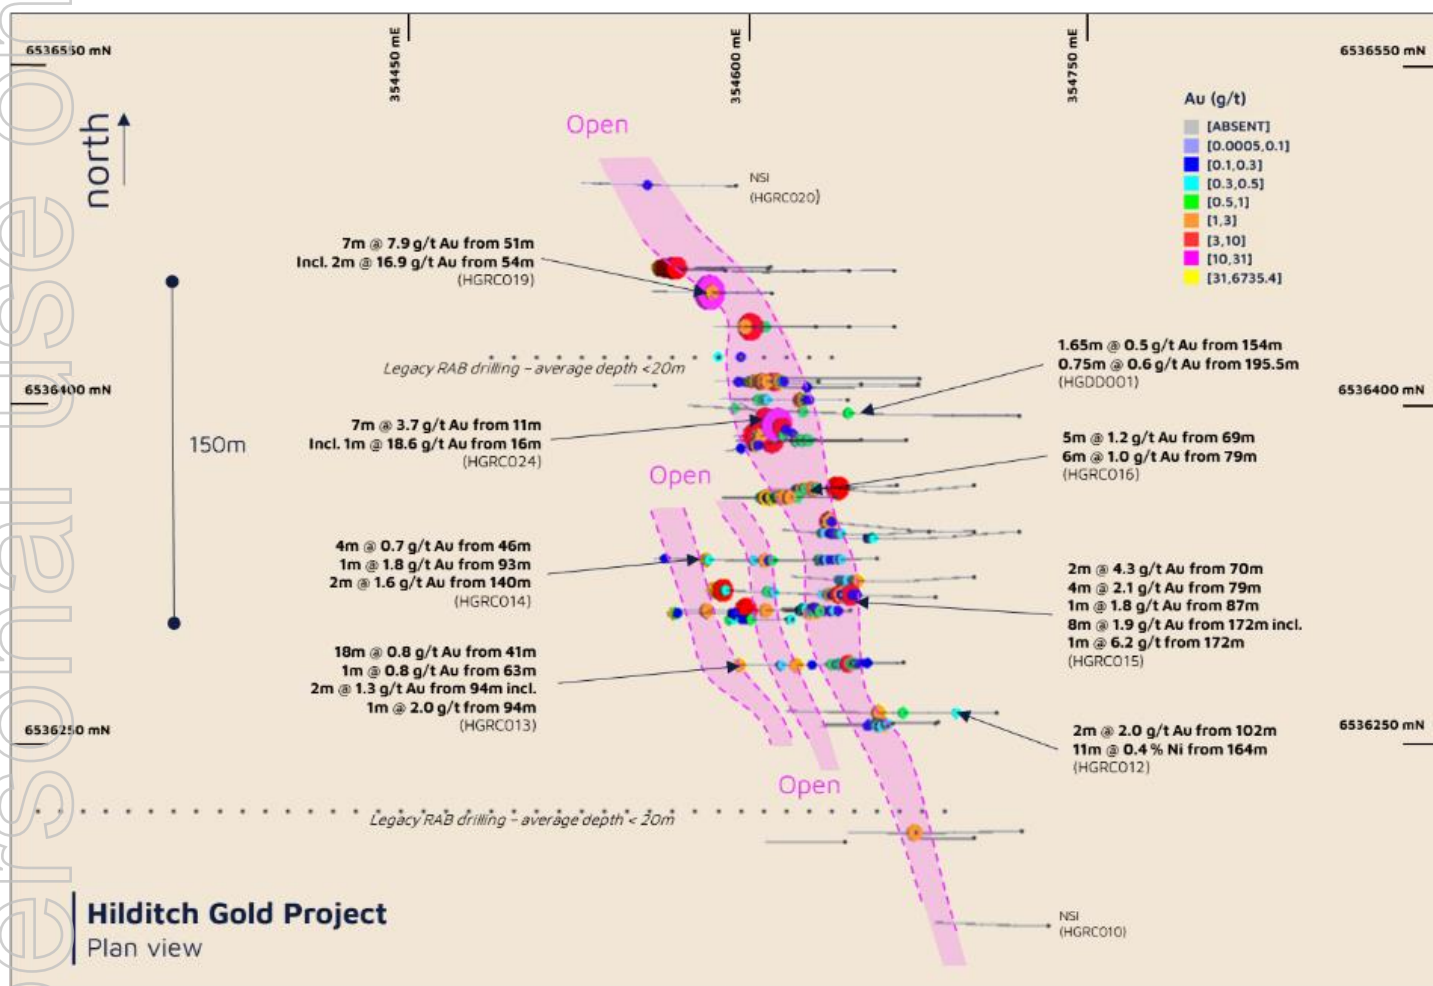 6536550 mN
354450 mE
354600 mE
354750 mE
6536550 mN
north
Open
Au (g/t)
[ABSENT]
[0.0005,0.1]
[0.1,0.3]
[0.3,0.5]
[0.5,1]
[1,3]
[3,10]
[10,31]
[31,6735.4]
NSI
(HGRC020)
7m @ 7.9 g/t Au from 51m
Incl. 2m @ 16.9 g/t Au from 54m
(HGRC019)
Legacy RAB drilling – average depth <20m
1.65m @ 0.5 g/t Au from 154m
0.75m @ 0.6 g/t Au from 195.5m
(HGDD001)
6536400 mN
6536400 mN
150m
7m @ 3.7 g/t Au from 11m
Incl. 1m @ 18.6 g/t Au from 16m
(HGRC024)
5m @ 1.2 g/t Au from 69m
6m @ 1.0 g/t Au from 79m
(HGRC016)
Open
4m @ 0.7 g/t Au from 46m
1m @ 1.8 g/t Au from 93m
2m @ 1.6 g/t Au from 140m
(HGRC014)
2m @ 4.3 g/t Au from 70m
4m @ 2.1 g/t Au from 79m
1m @ 1.8 g/t Au from 87m
8m @ 1.9 g/t Au from 172m incl.
1m @ 6.2 g/t from 172m
(HGRC015)
18m @ 0.8 g/t Au from 41m
1m @ 0.8 g/t Au from 63m
2m @ 1.3 g/t Au from 94m incl.
1m @ 2.0 g/t from 94m
(HGRC013)
6536250 mN
6536250 mN
2m @ 2.0 g/t Au from 102m
11m @ 0.4 % Ni from 164m
(HGRC012)
Open
Legacy RAB drilling – average depth < 20m
NSI
(HGRC010)
Hilditch Gold Project
Plan view
ersonal use on